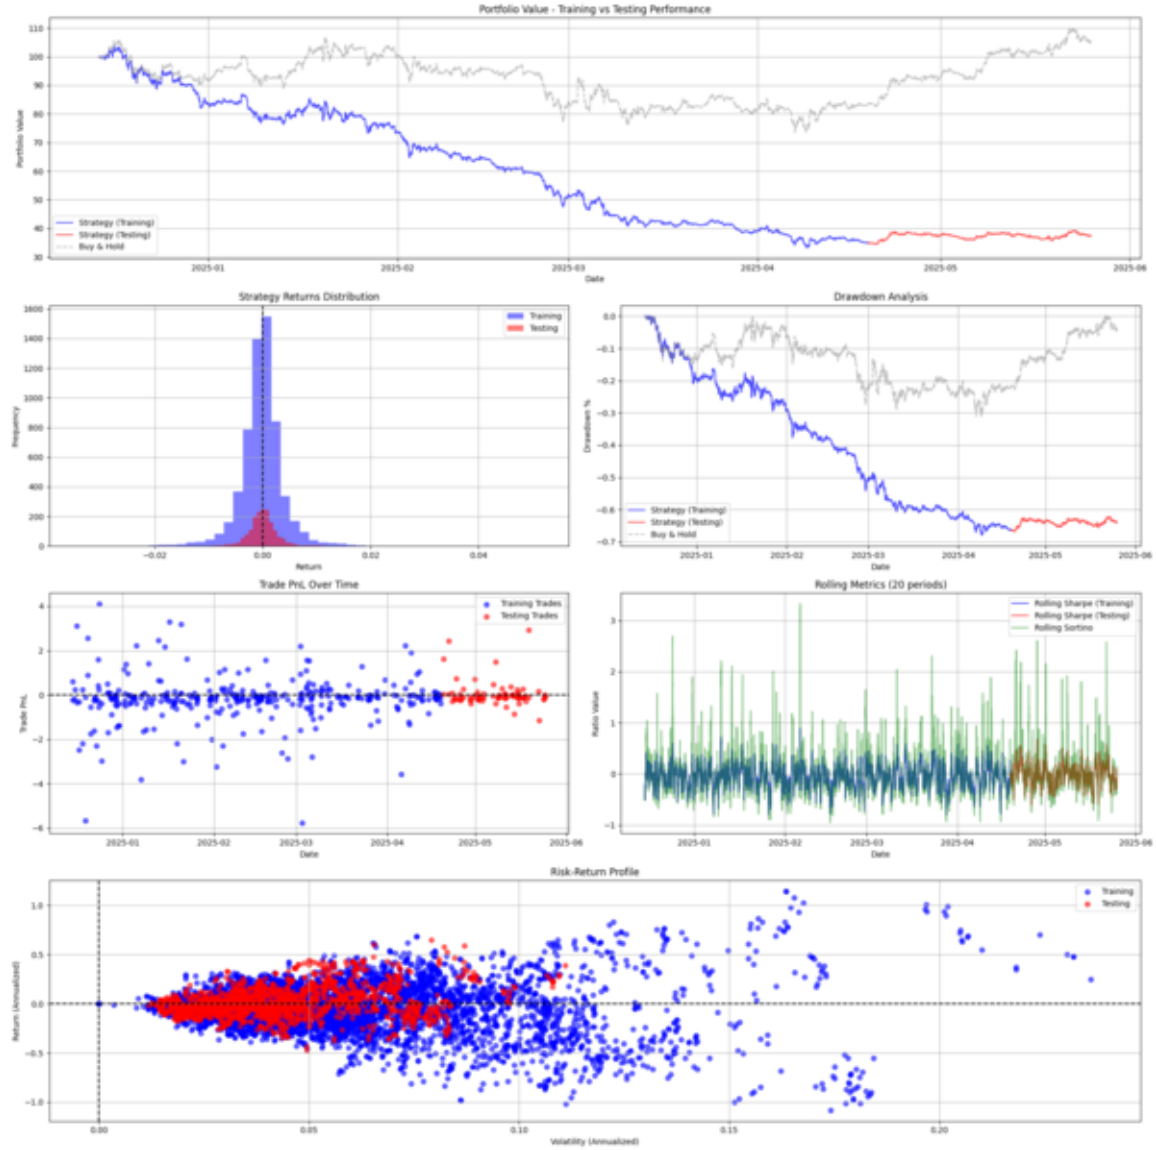 Portfolio Value - Training vs Testing Performance
110
100
90
80
70
60
50
40
30
Portfolio Value
Strategy (Training)
Strategy (Testing)
Buy & Hold
2025-01 2025-02 2025-03 2025-04 2025-05 2025-06
Date
Strategy Returns Distribution
1600
1400
1200
1000
800
600
400
200
0
Frequency
Training
Testing
−0.02 0.00 0.02 0.04
Return
Drawdown Analysis
0.0
−0.1
−0.2
−0.3
−0.4
−0.5
−0.6
−0.7
Drawdown %
Strategy (Training)
Strategy (Testing)
Buy & Hold
2025-01 2025-02 2025-03 2025-04 2025-05 2025-06
Date
Trade PnL Over Time
4
2
0
−2
−4
−6
Trade PnL
Training Trades
Testing Trades
2025-01 2025-02 2025-03 2025-04 2025-05 2025-06
Date
Rolling Metrics (20 periods)
3
2
1
0
−1
Ratio Value
Rolling Sharpe (Training)
Rolling Sharpe (Testing)
Rolling Sortino
2025-01 2025-02 2025-03 2025-04 2025-05 2025-06
Date
Risk-Return Profile
1.0
0.5
0.0
−0.5
−1.0
Return (Annualized)
Training
Testing
0.00 0.05 0.10 0.15 0.20
Volatility (Annualized)